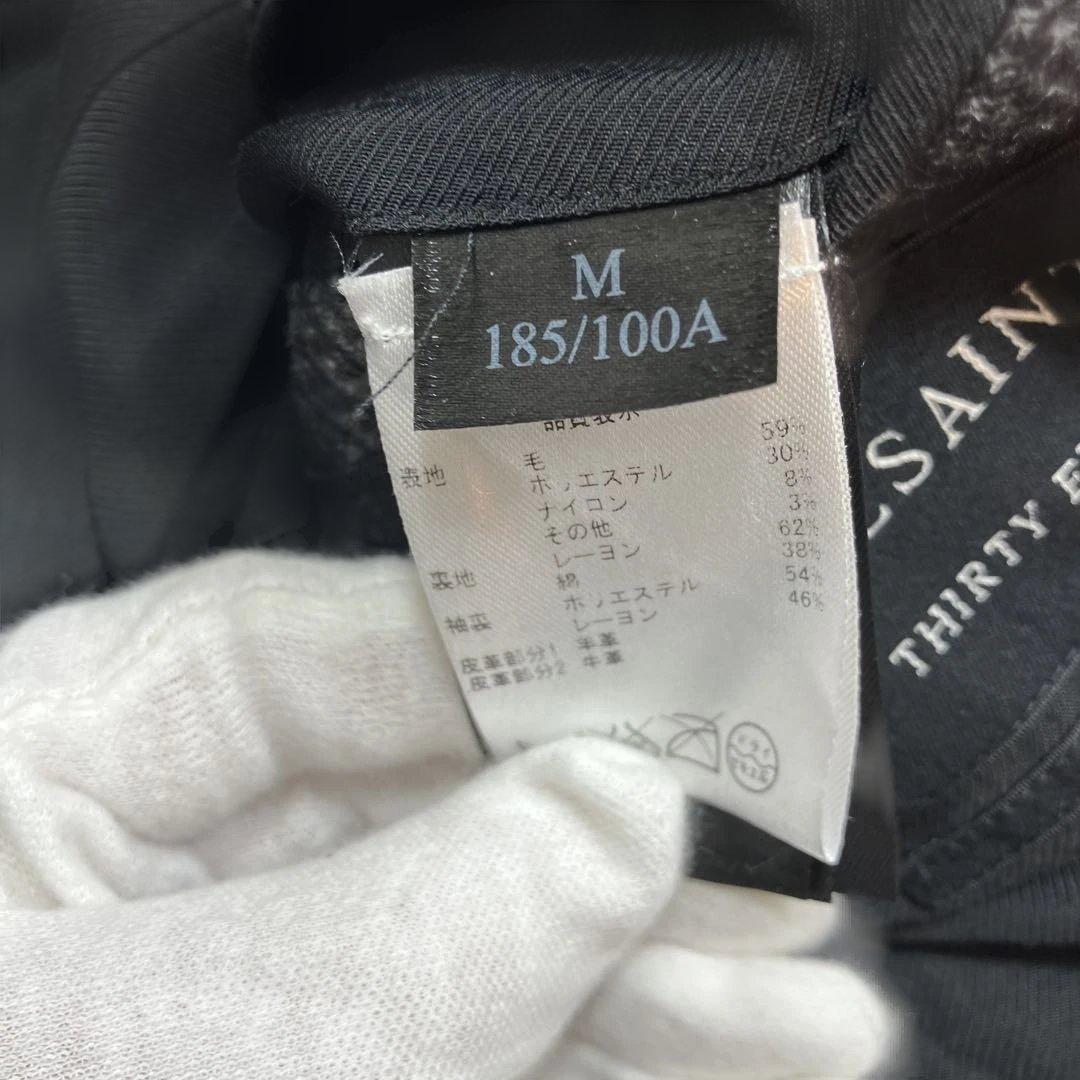 M
185/100A
品質表示
表地 毛 59%
ポリエステル 30%
ナイロン 8%
その他 3%
裏地 レーヨン 62%
綿 38%
袖裏 ポリエステル 54%
レーヨン 46%
皮革部分1 羊革
皮革部分2 牛革
SAIN
THIRTY